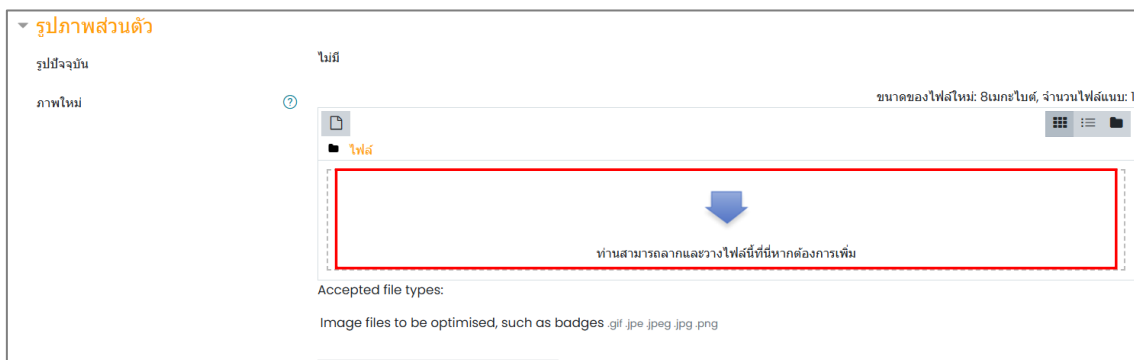 รูปภาพส่วนตัว
รูปปัจจุบัน
ไม่มี
ภาพใหม่
ขนาดของไฟล์ใหม่: 8เมกะไบต์, จำนวนไฟล์แนบ: 1
ไฟล์
ท่านสามารถลากและวางไฟล์นี้ที่นี่หากต้องการเพิ่ม
Accepted file types:
Image files to be optimised, such as badges .gif .jpe .jpeg .jpg .png